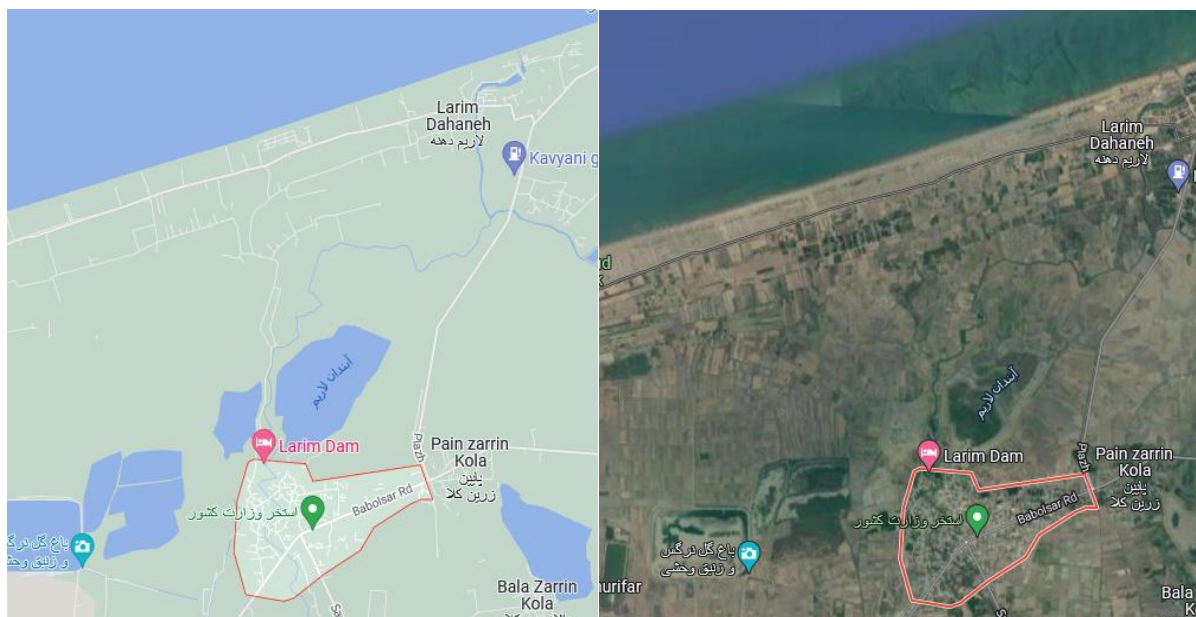 Larim
Dahaneh
لاریم دهنه
Kavyani g
آبندان لاریم
Larim Dam
Plazh
Pain zarrin
Kola
پایین
زرین کلا
Babolsar Rd
استخر وزارت کشور
باغ گل نرگس
و زنبق وحشی
Bala Zarrin
Kola
Larim
Dahaneh
لاریم دهنه
آبندان لاریم
Larim Dam
Plazh
Pain zarrin
Kola
پایین
زرین کلا
Babolsar Rd
استخر وزارت کشور
باغ گل نرگس
و زنبق وحشی
nurifar
Bala